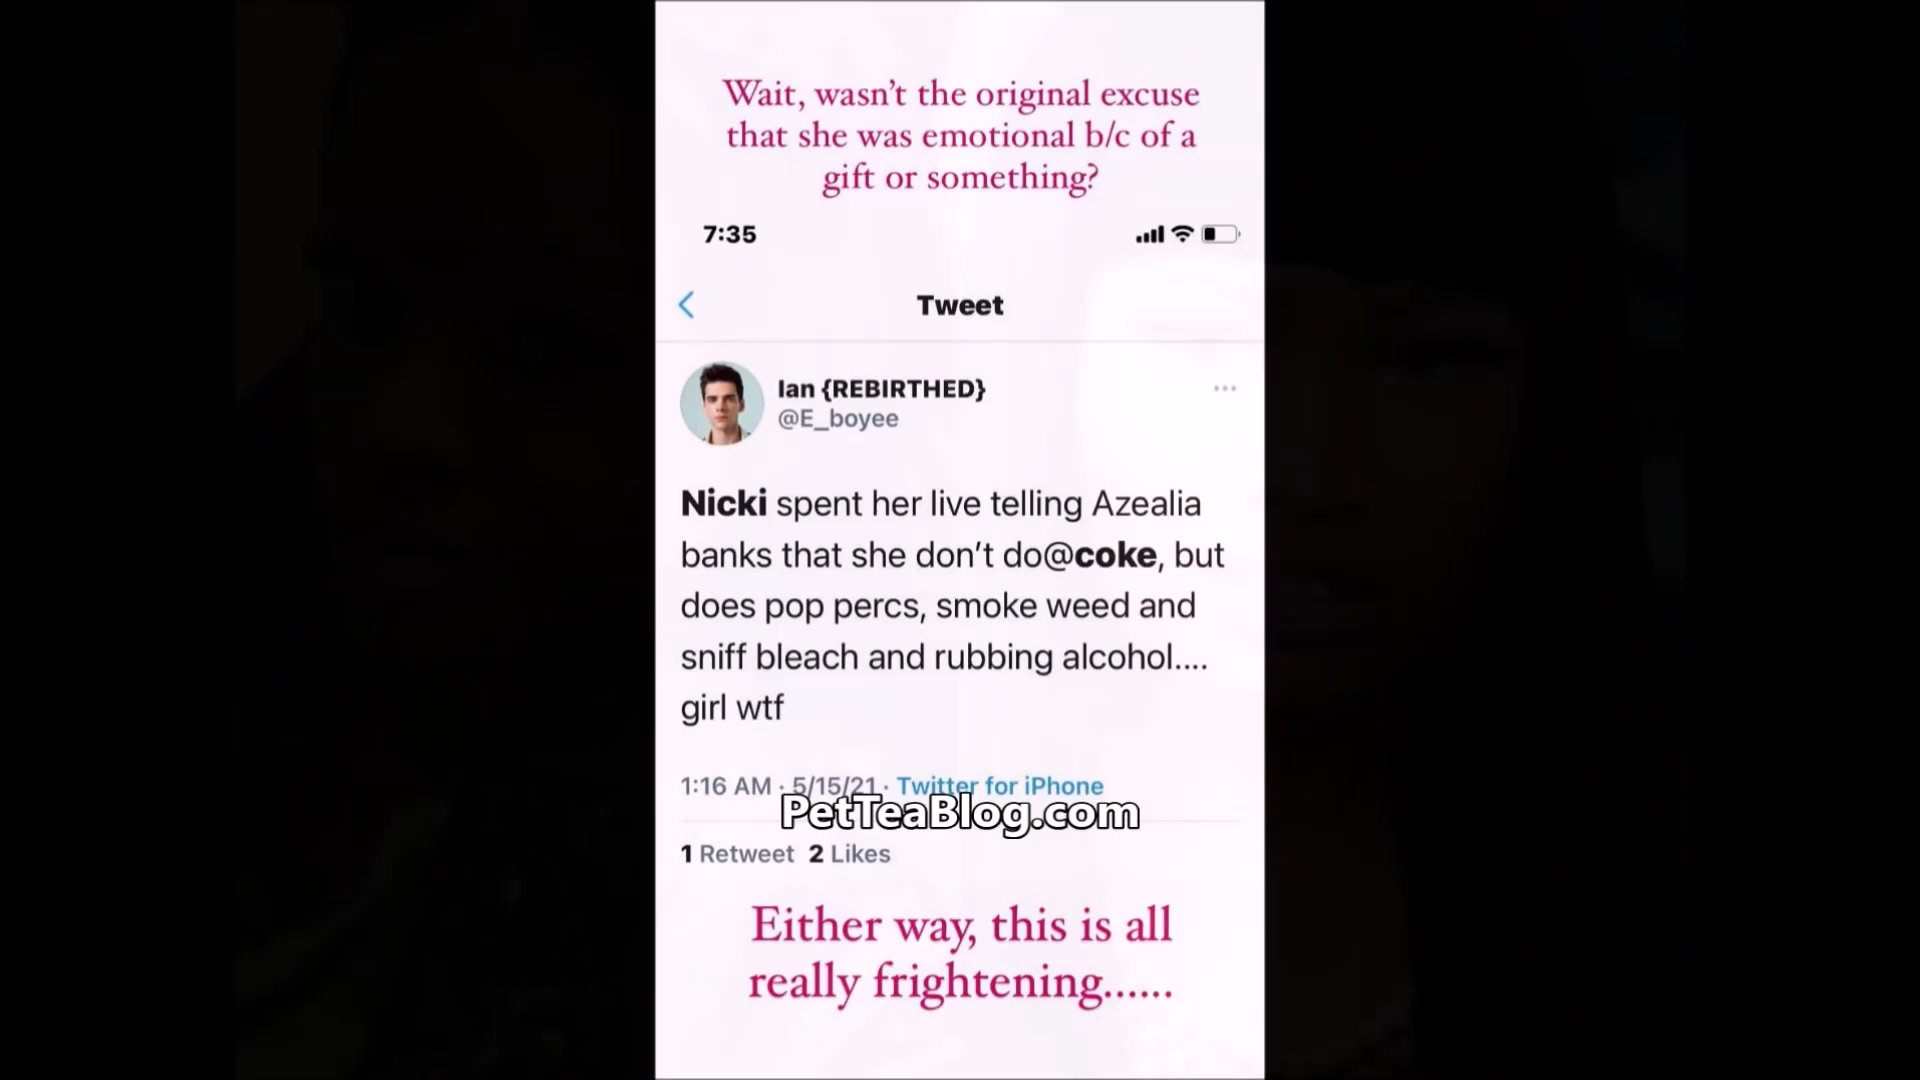 Wait, wasn't the original excuse
that she was emotional b/c of a
gift or something?
7:35
Tweet
Ian {REBIRTHED}
@E_boyee
Nicki spent her live telling Azealia
banks that she don't do@coke, but
does pop percs, smoke weed and
sniff bleach and rubbing alcohol....
girl wtf
1:16 AM · 5/15/21 · Twitter for iPhone
PetTeaBlog.com
1 Retweet 2 Likes
Either way, this is all
really frightening......